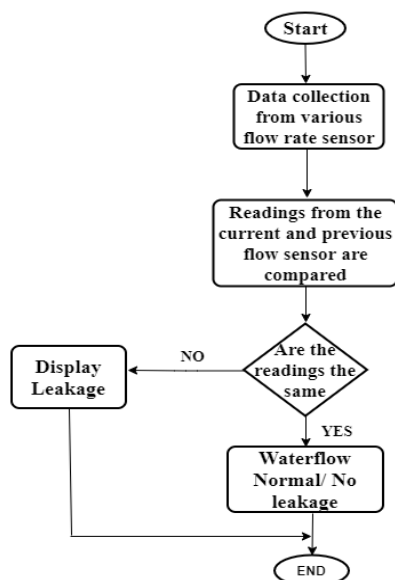 Start
Data collection
from various
flow rate sensor
Readings from the
current and previous
flow sensor are
compared
Are the
readings the
same
NO
Display
Leakage
YES
Waterflow
Normal/ No
leakage
END